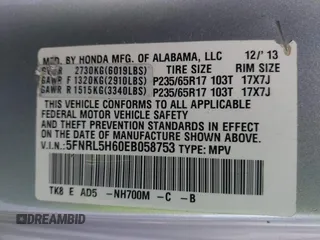 MFD. BY HONDA MFG. OF ALABAMA, LLC 12/'13
GVWR 2730KG(6019LBS) TIRE SIZE RIM SIZE
GAWR F 1320KG(2910LBS) P235/65R17 103T 17X7J
GAWR R 1515KG(3340LBS) P235/65R17 103T 17X7J
THIS VEHICLE CONFORMS TO ALL APPLICABLE
FEDERAL MOTOR VEHICLE SAFETY AND THEFT
PREVENTION STANDARDS IN EFFECT ON THE
DATE OF MANUFACTURE SHOWN ABOVE.
V.I.N.: 5FNRL5H60EB058753 TYPE: MPV
TK8 E AD5 -NH700M -C -B
DREAMBID